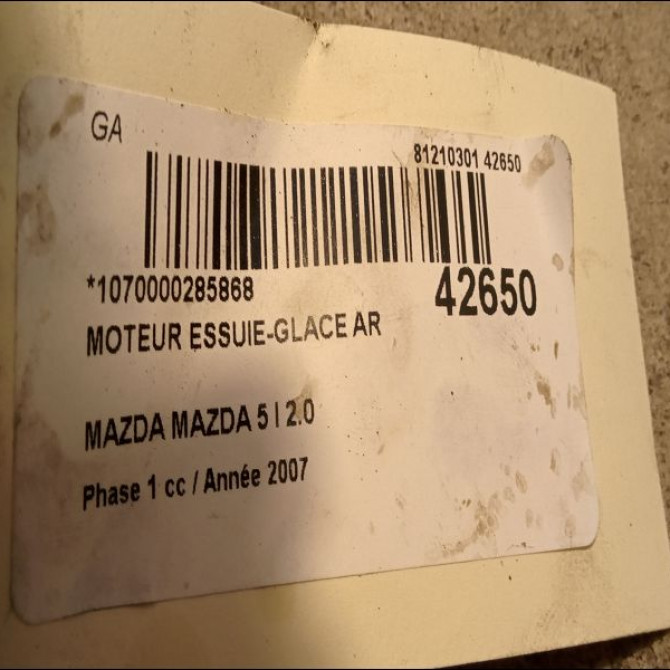 GA
81210301 42650
*1070000285868
42650
MOTEUR ESSUIE-GLACE AR
MAZDA MAZDA 5 I 2.0
Phase 1 cc / Année 2007